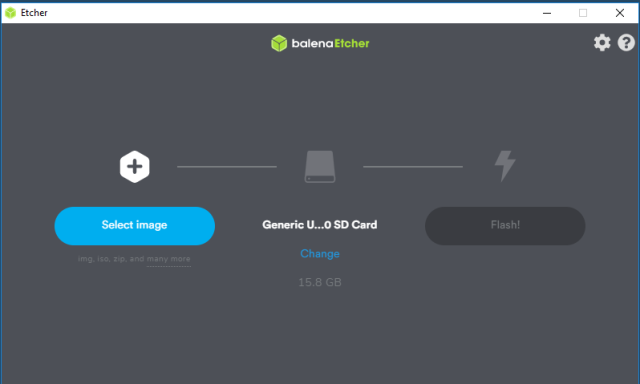 Etcher
balenaEtcher
Select image
Generic U...0 SD Card
Flash!
Change
img, iso, zip, and many more
15.8 GB